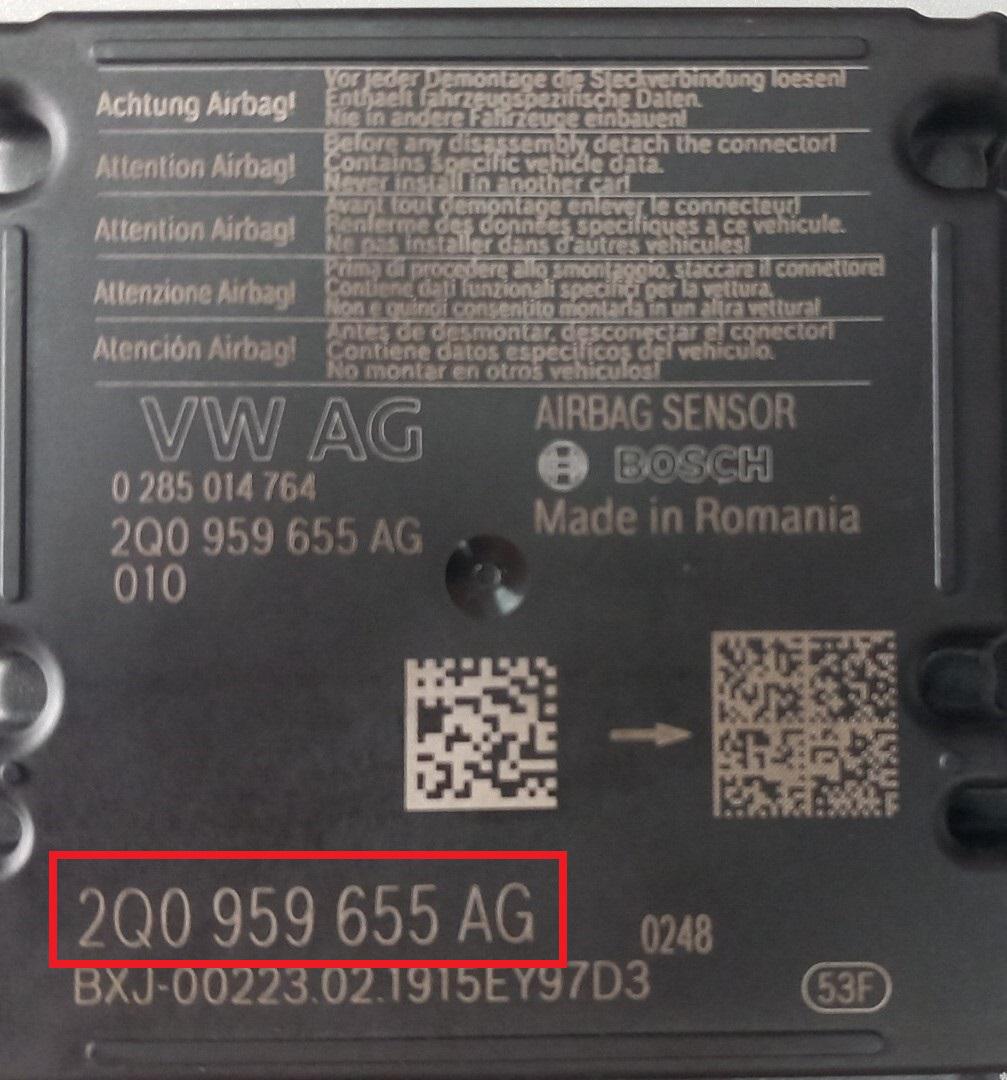 Achtung Airbag!
Vor jeder Demontage die Steckverbindung loesen!
Enthaelt fahrzeugspezifische Daten.
Nie in andere Fahrzeuge einbauen!
Attention Airbag!
Before any disassembly detach the connector!
Contains specific vehicle data.
Never install in another car!
Attention Airbag!
Avant tout demontage enlever le connecteur!
Renferme des données specifiques a ce vehicule.
Ne pas installer dans d'autres vehicules!
Attenzione Airbag!
Prima di procedere allo smontaggio, staccare il connettore!
Contiene dati funzionali specifici per la vettura.
Non e quindi consentito montarla in un altra vettura!
Atención Airbag!
Antes de desmontar, desconectar el conector!
Contiene datos especificos del vehículo.
No montar en otros vehiculos!
VW AG
0 285 014 764
2Q0 959 655 AG
010
AIRBAG SENSOR
BOSCH
Made in Romania
2Q0 959 655 AG
0248
BXJ-00223.02.1915EY97D3
53F